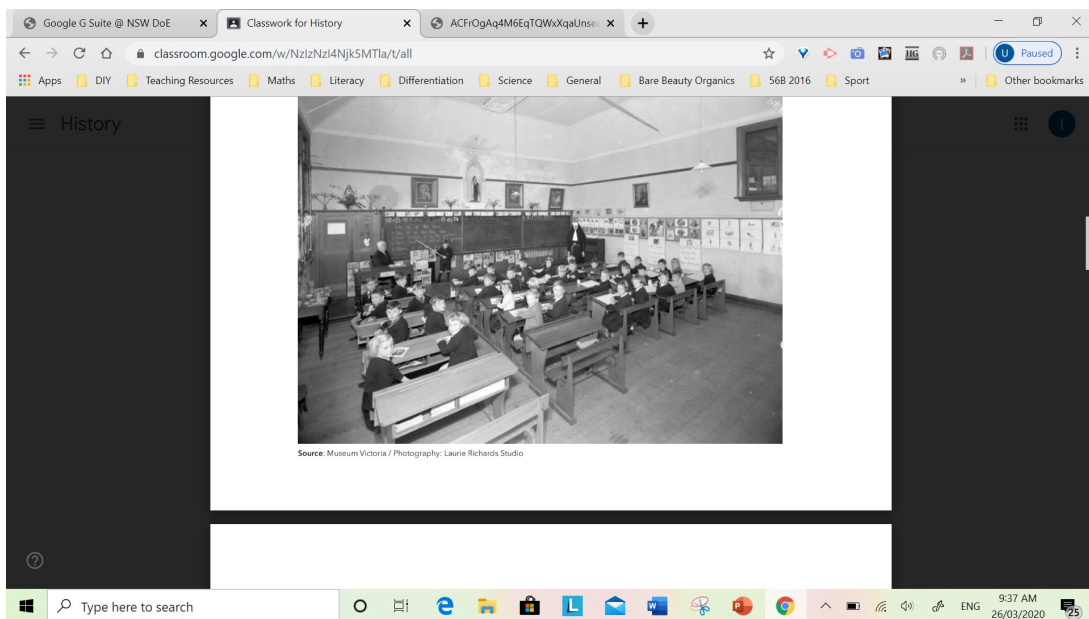 Google G Suite @ NSW DoE
Classwork for History
ACFrOgAq4M6EqTQWxXqaUnse
classroom.google.com/w/NzIzNzI4Njk5MTIa/t/all
Paused
Apps DIY Teaching Resources Maths Literacy Differentiation Science General Bare Beauty Organics 56B 2016 Sport » Other bookmarks
History
Source: Museum Victoria / Photography: Laurie Richards Studio
Type here to search
ENG
9:37 AM
26/03/2020
25